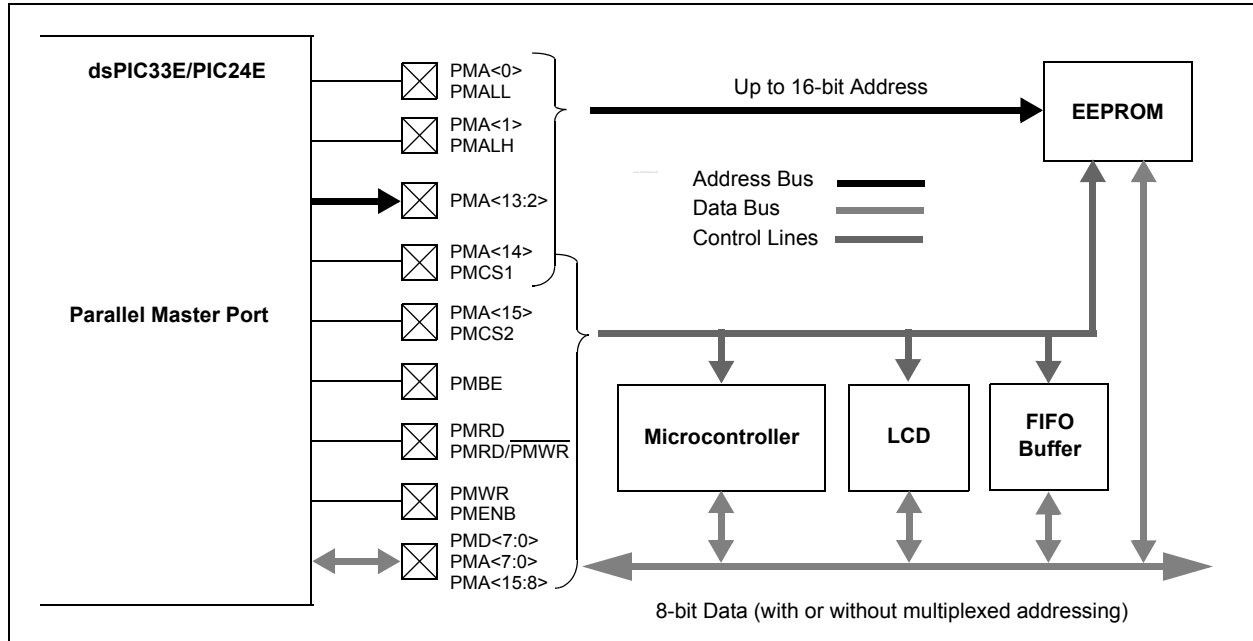 dsPIC33E/PIC24E
Parallel Master Port
PMA<0>
PMALL
PMA<1>
PMALH
PMA<13:2>
PMA<14>
PMCS1
PMA<15>
PMCS2
PMBE
PMRD
PMRD/PMWR
PMWR
PMENB
PMD<7:0>
PMA<7:0>
PMA<15:8>
Up to 16-bit Address
EEPROM
Address Bus
Data Bus
Control Lines
Microcontroller
LCD
FIFO
Buffer
8-bit Data (with or without multiplexed addressing)